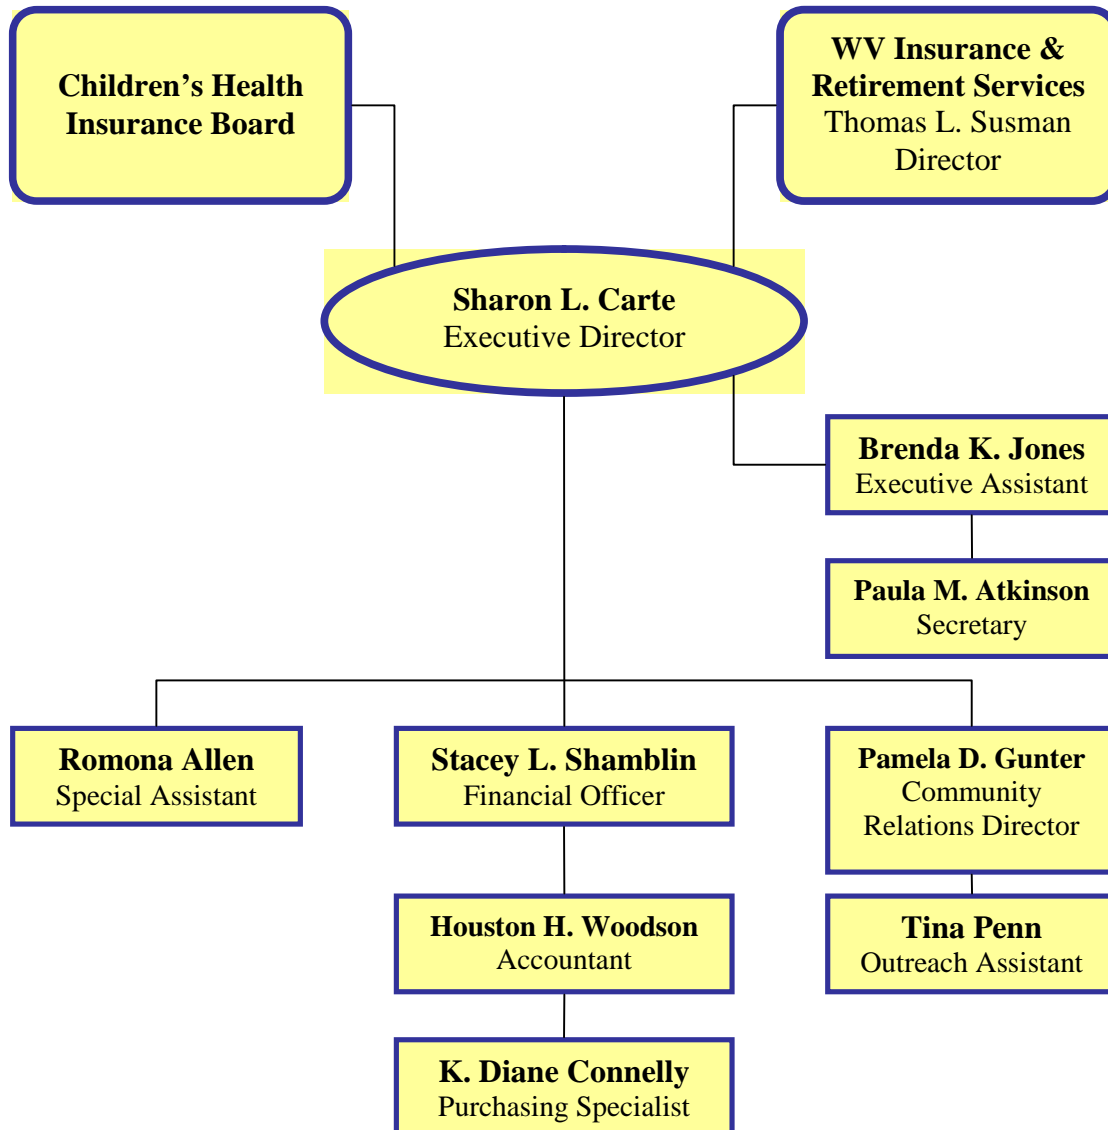 Children’s Health
Insurance Board
WV Insurance &
Retirement Services
Thomas L. Susman
Director
Sharon L. Carte
Executive Director
Brenda K. Jones
Executive Assistant
Paula M. Atkinson
Secretary
Romona Allen
Special Assistant
Stacey L. Shamblin
Financial Officer
Pamela D. Gunter
Community
Relations Director
Houston H. Woodson
Accountant
Tina Penn
Outreach Assistant
K. Diane Connelly
Purchasing Specialist